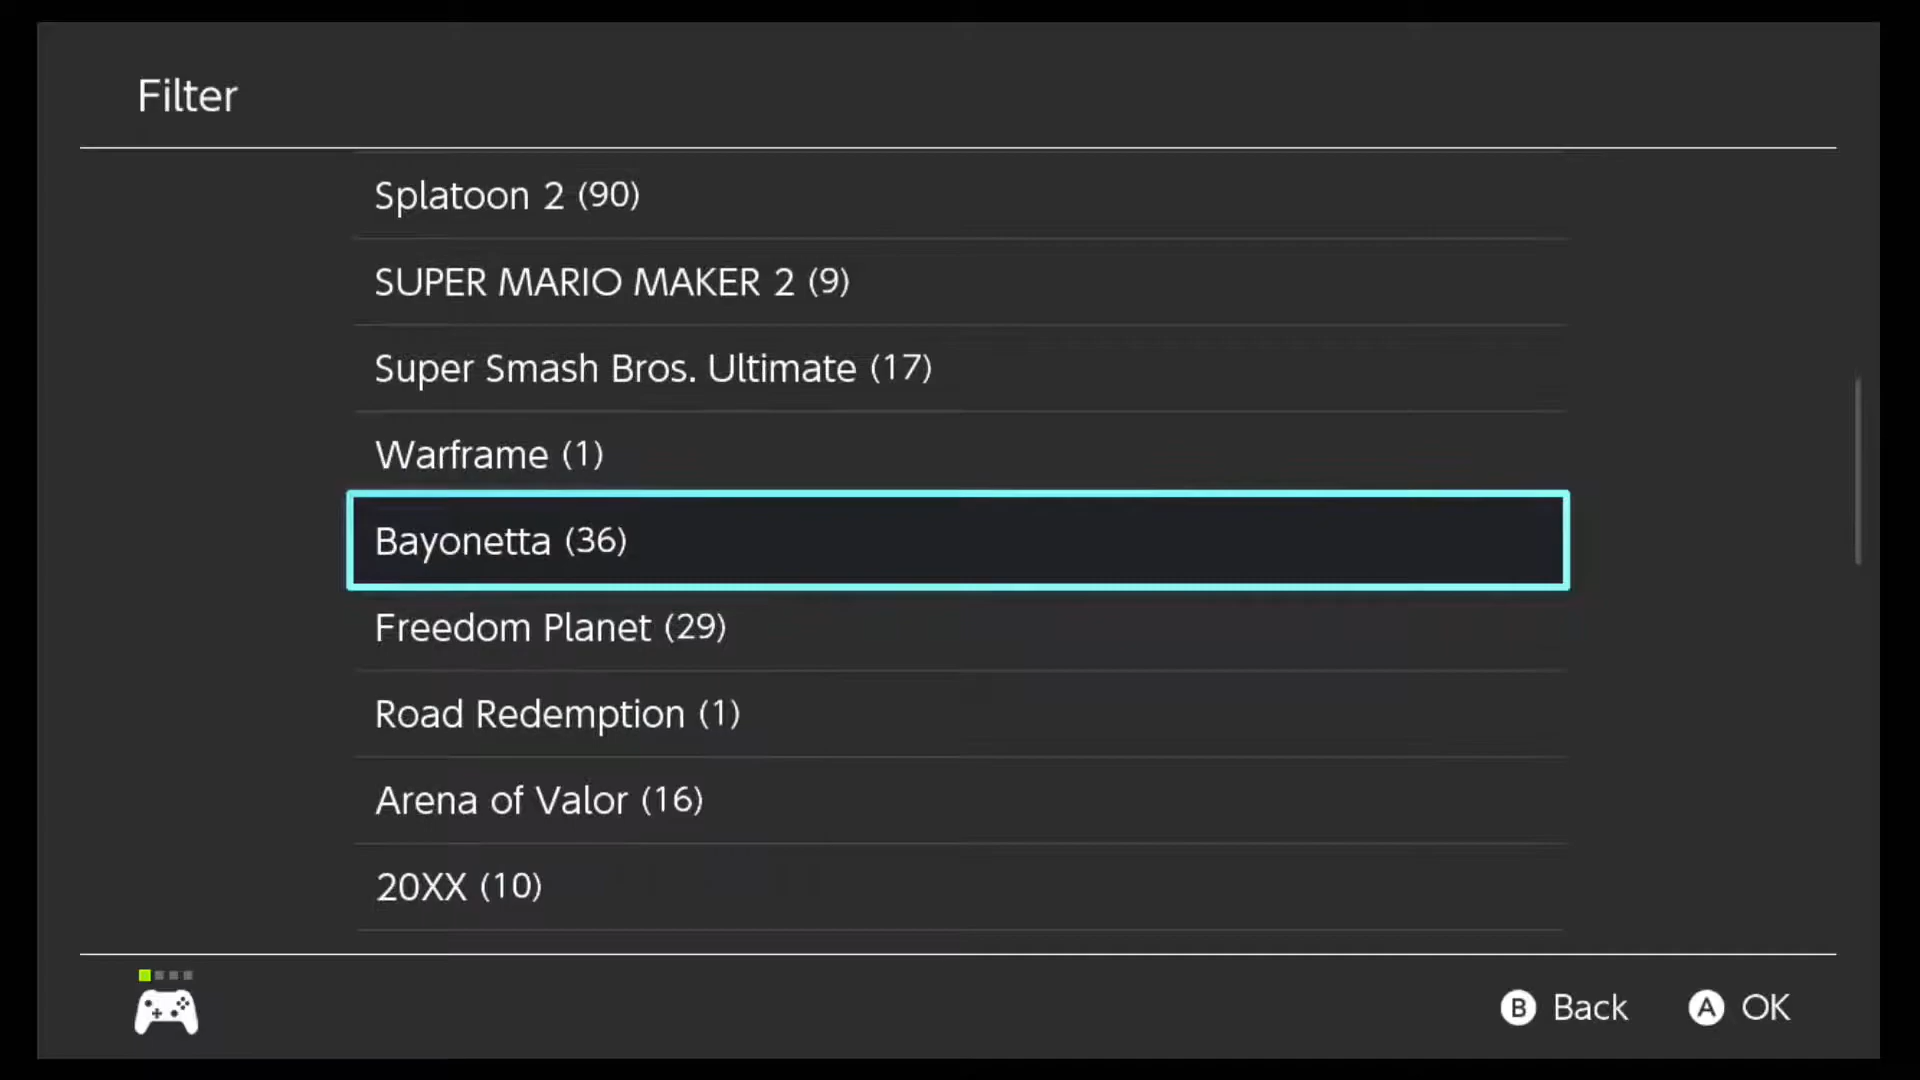 Filter
Splatoon 2 (90)
SUPER MARIO MAKER 2 (9)
Super Smash Bros. Ultimate (17)
Warframe (1)
Bayonetta (36)
Freedom Planet (29)
Road Redemption (1)
Arena of Valor (16)
20XX (10)
B Back A OK